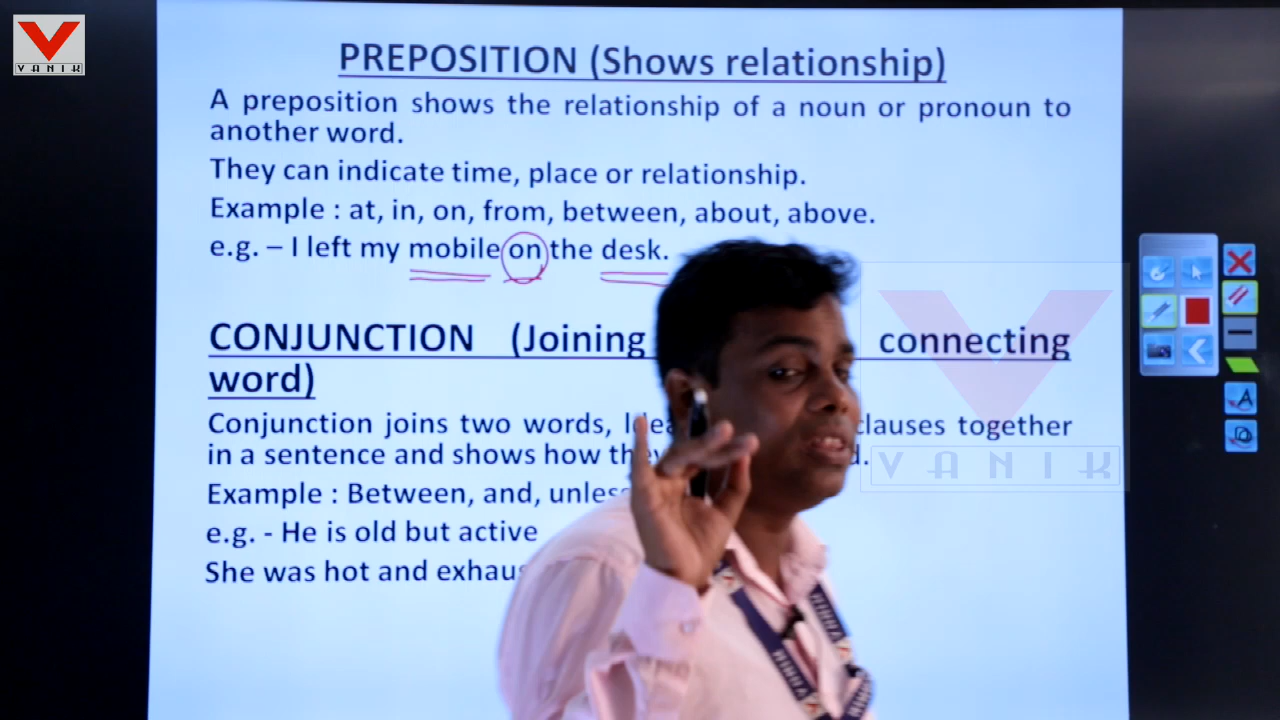 VANIK
PREPOSITION (Shows relationship)
A preposition shows the relationship of a noun or pronoun to
another word.
They can indicate time, place or relationship.
Example : at, in, on, from, between, about, above.
e.g. – I left my mobile on the desk.
CONJUNCTION (Joining connecting
word)
Conjunction joins two words, clauses together
in a sentence and shows how
Example : Between, and, unless
e.g. - He is old but active
She was hot and
VANIK